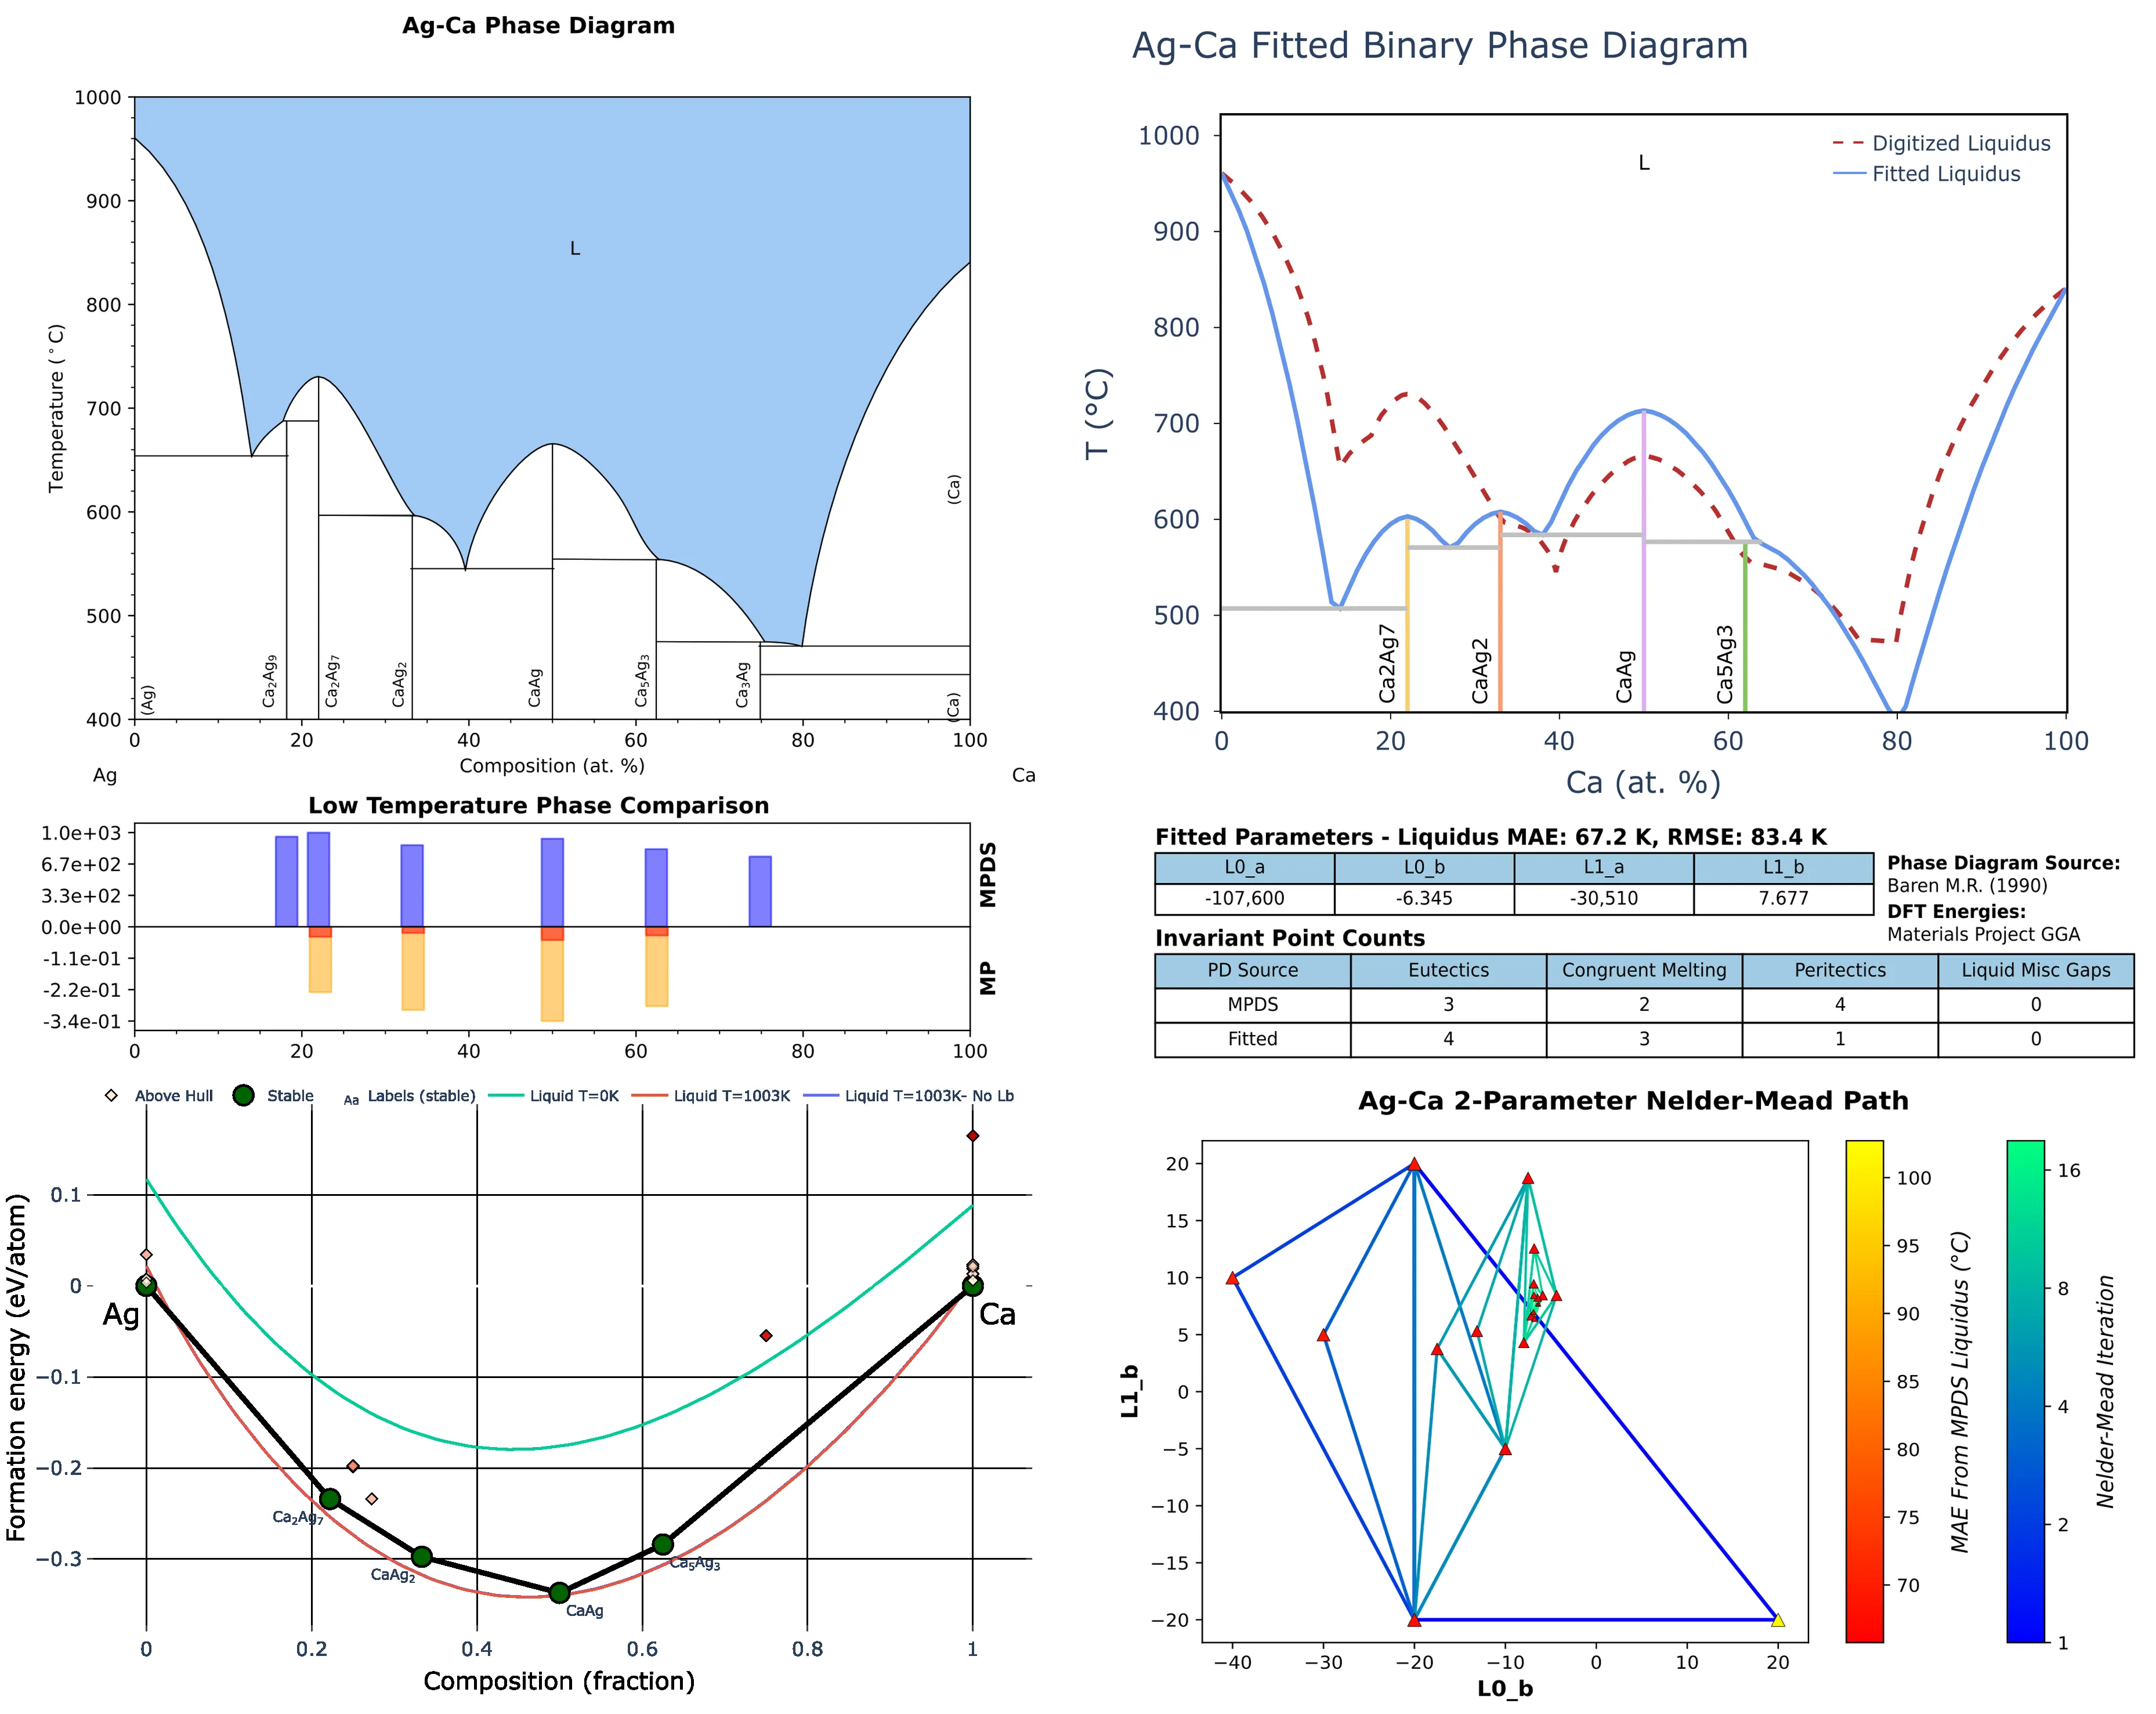 Ag-Ca Phase Diagram
1000
900
800
700
600
500
400
Temperature (°C)
L
(Ag)
Ca₂Ag₉
Ca₂Ag₇
CaAg₂
CaAg
Ca₅Ag₃
Ca₃Ag
(Ca)
(Ca)
0 20 40 60 80 100
Composition (at. %)
Ag Ca
Ag-Ca Fitted Binary Phase Diagram
1000
900
800
700
600
500
400
T (°C)
L
Digitized Liquidus
Fitted Liquidus
Ca2Ag7
CaAg2
CaAg
Ca5Ag3
0 20 40 60 80 100
Ca (at. %)
Low Temperature Phase Comparison
1.0e+03
6.7e+02
3.3e+02
0.0e+00
-1.1e-01
-2.2e-01
-3.4e-01
MPDS
MP
0 20 40 60 80 100
Fitted Parameters - Liquidus MAE: 67.2 K, RMSE: 83.4 K
L0_a L0_b L1_a L1_b
-107,600 -6.345 -30,510 7.677
Phase Diagram Source:
Baren M.R. (1990)
DFT Energies:
Materials Project GGA
Invariant Point Counts
PD Source Eutectics Congruent Melting Peritectics Liquid Misc Gaps
MPDS 3 2 4 0
Fitted 4 3 1 0
Above Hull Stable Aa Labels (stable) Liquid T=0K Liquid T=1003K Liquid T=1003K- No Lb
0.1
0
−0.1
−0.2
−0.3
Formation energy (eV/atom)
Ag
Ca
Ca₂Ag₇
CaAg₂
CaAg
Ca₅Ag₃
0 0.2 0.4 0.6 0.8 1
Composition (fraction)
Ag-Ca 2-Parameter Nelder-Mead Path
20
15
10
5
0
−5
−10
−15
−20
L1_b
−40 −30 −20 −10 0 10 20
L0_b
100
95
90
85
80
75
70
MAE From MPDS Liquidus (°C)
16
8
4
2
1
Nelder-Mead Iteration